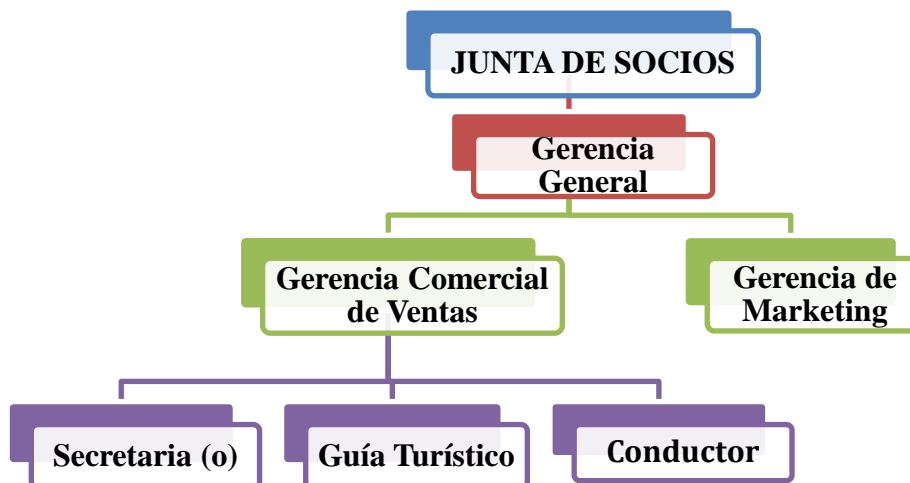 JUNTA DE SOCIOS
Gerencia
General
Gerencia Comercial
de Ventas
Gerencia de
Marketing
Secretaria (o)
Guía Turístico
Conductor